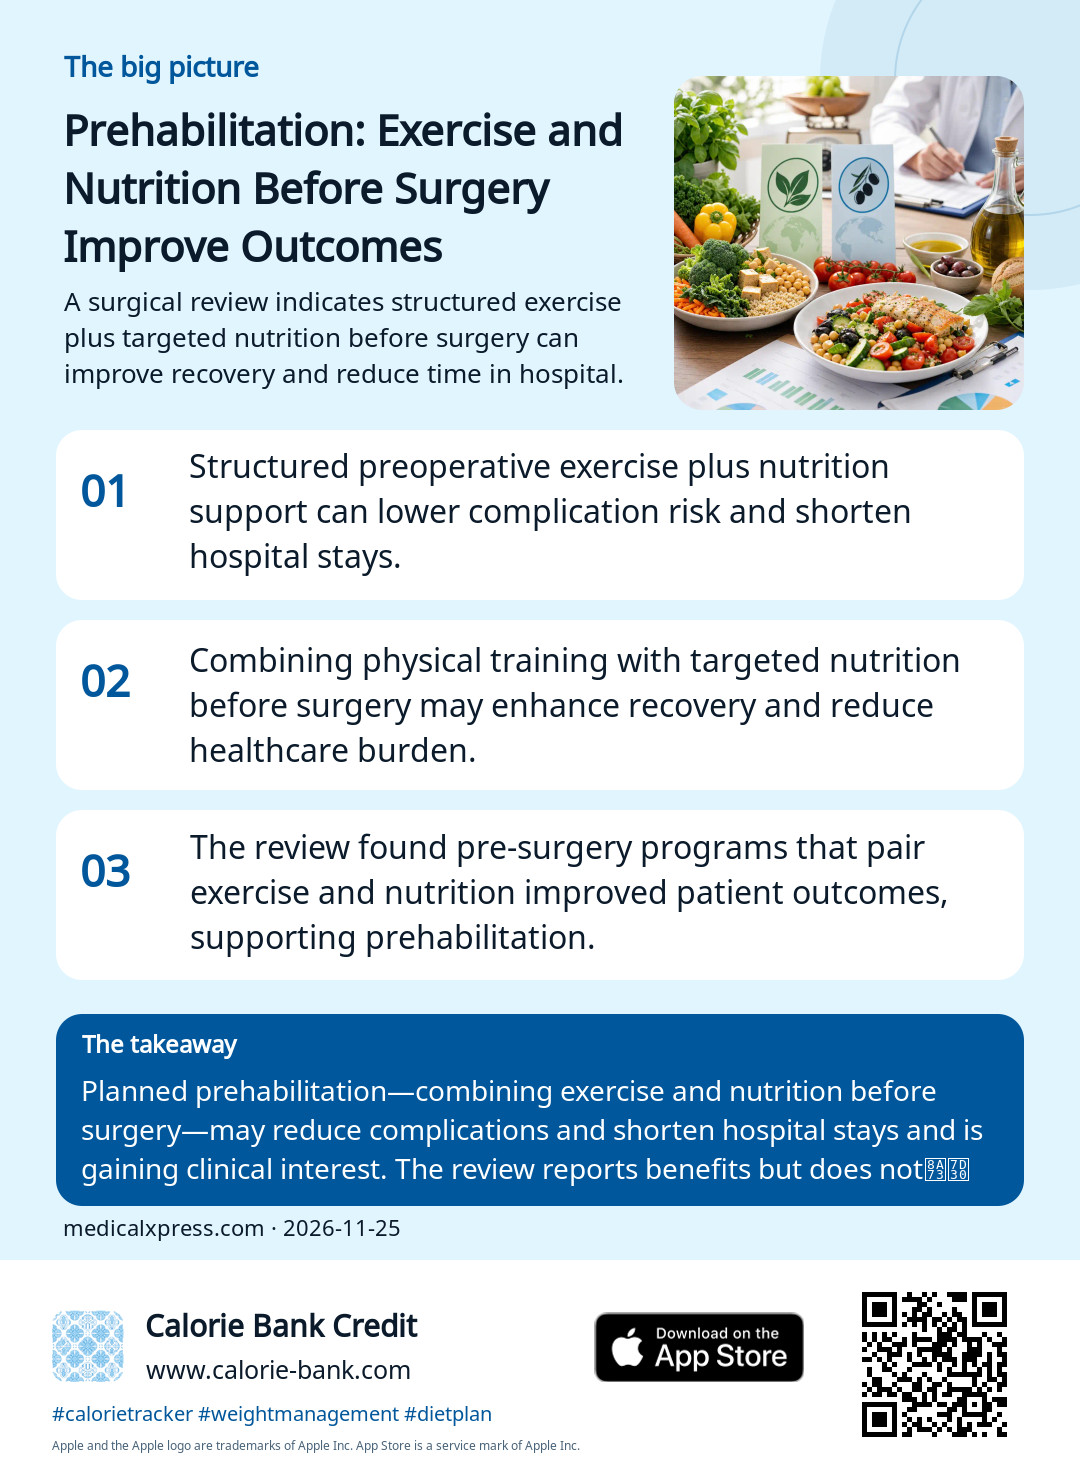 The big picture
Prehabilitation: Exercise and
Nutrition Before Surgery
Improve Outcomes
A surgical review indicates structured exercise
plus targeted nutrition before surgery can
improve recovery and reduce time in hospital.
01
Structured preoperative exercise plus nutrition
support can lower complication risk and shorten
hospital stays.
02
Combining physical training with targeted nutrition
before surgery may enhance recovery and reduce
healthcare burden.
03
The review found pre-surgery programs that pair
exercise and nutrition improved patient outcomes,
supporting prehabilitation.
The takeaway
Planned prehabilitation—combining exercise and nutrition before
surgery—may reduce complications and shorten hospital stays and is
gaining clinical interest. The review reports benefits but does not
medicalxpress.com · 2026-11-25
Calorie Bank Credit
www.calorie-bank.com
Download on the
App Store
#calorietracker #weightmanagement #dietplan
Apple and the Apple logo are trademarks of Apple Inc. App Store is a service mark of Apple Inc.